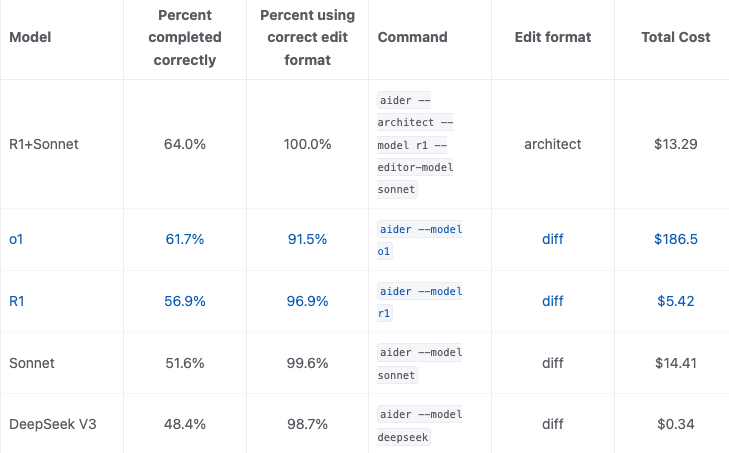 Model
Percent
completed
correctly
Percent using
correct edit
format
Command
Edit format
Total Cost
R1+Sonnet
64.0%
100.0%
aider --
architect --
model r1 --
editor-model
sonnet
architect
$13.29
o1
61.7%
91.5%
aider --model
o1
diff
$186.5
R1
56.9%
96.9%
aider --model
r1
diff
$5.42
Sonnet
51.6%
99.6%
aider --model
sonnet
diff
$14.41
DeepSeek V3
48.4%
98.7%
aider --model
deepseek
diff
$0.34